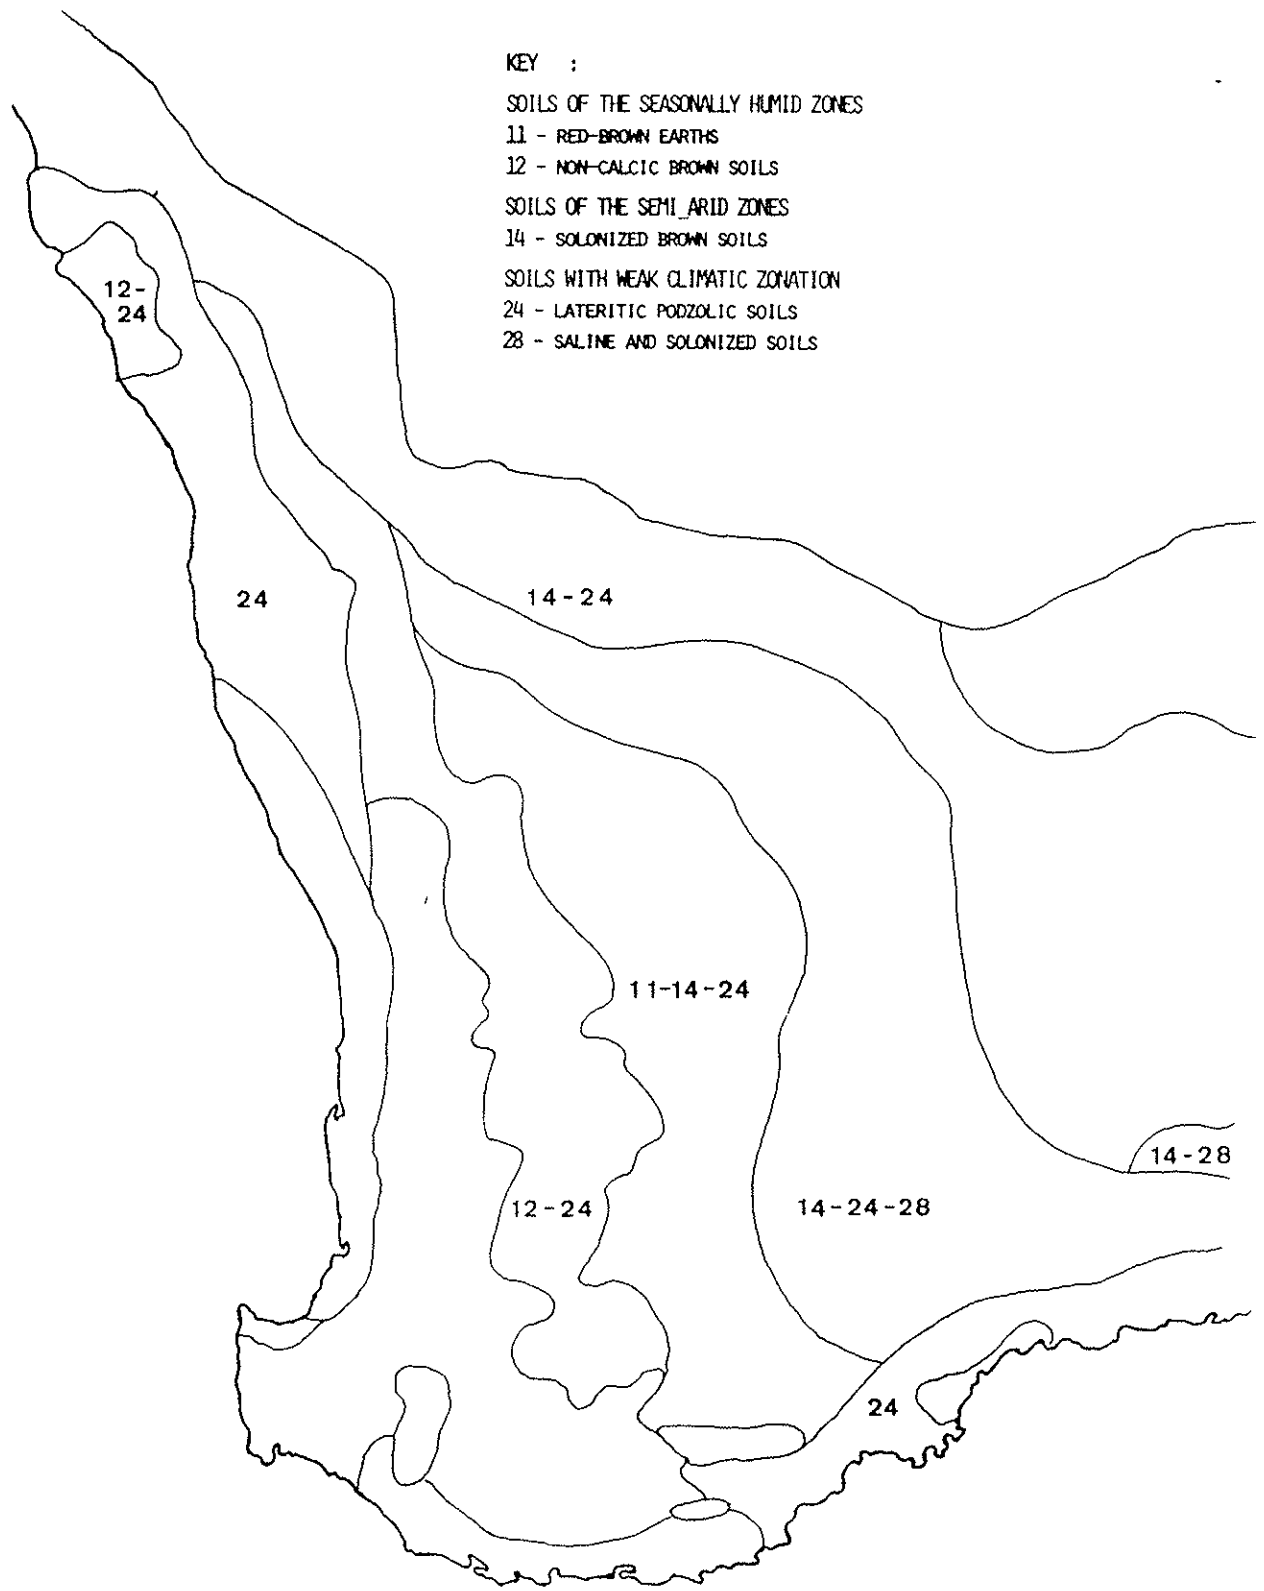 KEY :
SOILS OF THE SEASONALLY HUMID ZONES
11 - RED-BROWN EARTHS
12 - NON-CALCIC BROWN SOILS
SOILS OF THE SEMI_ARID ZONES
14 - SOLONIZED BROWN SOILS
SOILS WITH WEAK CLIMATIC ZONATION
24 - LATERITIC PODZOLIC SOILS
28 - SALINE AND SOLONIZED SOILS
12-
24
24
14-24
11-14-24
14-28
12-24
14-24-28
24